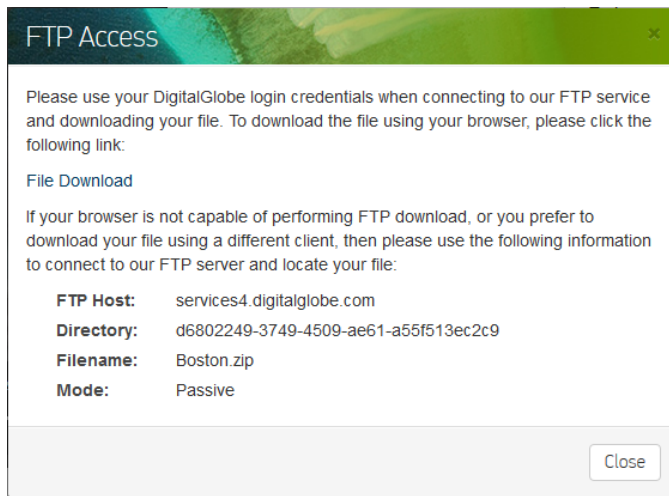 FTP Access
×
Please use your DigitalGlobe login credentials when connecting to our FTP service
and downloading your file. To download the file using your browser, please click the
following link:
File Download
If your browser is not capable of performing FTP download, or you prefer to
download your file using a different client, then please use the following information
to connect to our FTP server and locate your file:
FTP Host: services4.digitalglobe.com
Directory: d6802249-3749-4509-ae61-a55f513ec2c9
Filename: Boston.zip
Mode: Passive
Close